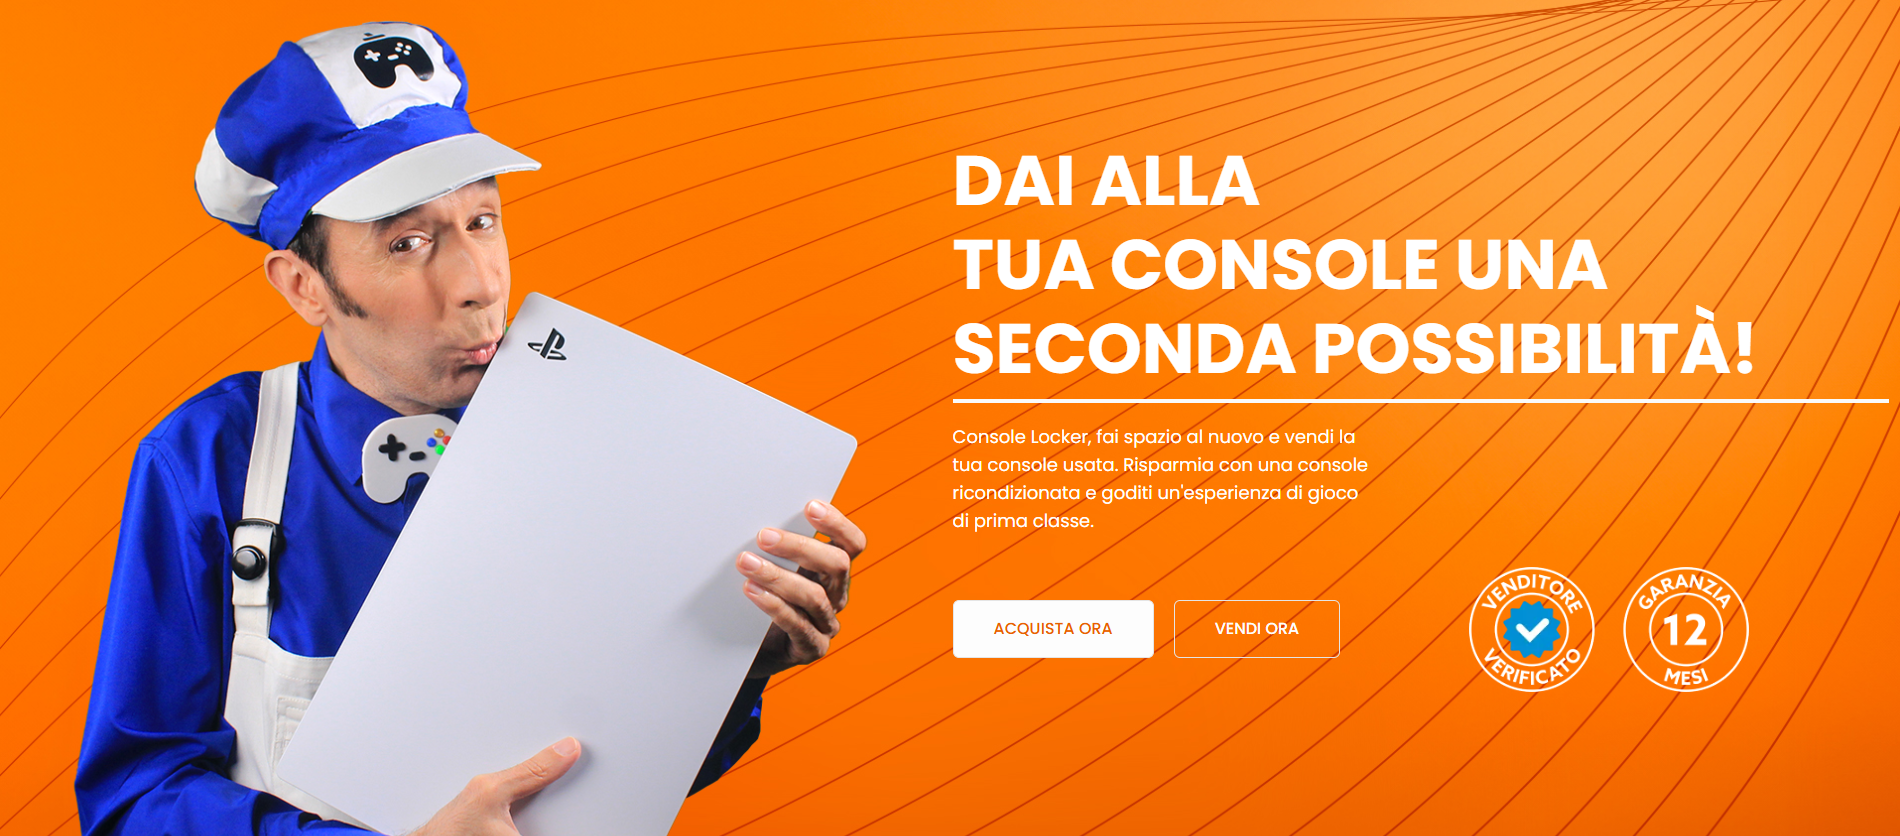 DAI ALLA
TUA CONSOLE UNA
SECONDA POSSIBILITÀ!
Console Locker, fai spazio al nuovo e vendi la
tua console usata. Risparmia con una console
ricondizionata e goditi un'esperienza di gioco
di prima classe.
ACQUISTA ORA
VENDI ORA
VENDITORE
VERIFICATO
GARANZIA
12
MESI